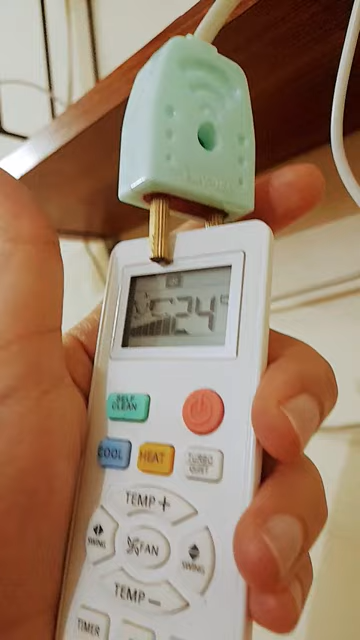 24°
SELF
CLEAN
COOL
HEAT
TURBO
QUIET
TEMP +
SWING
FAN
SWING
TEMP −
TIMER